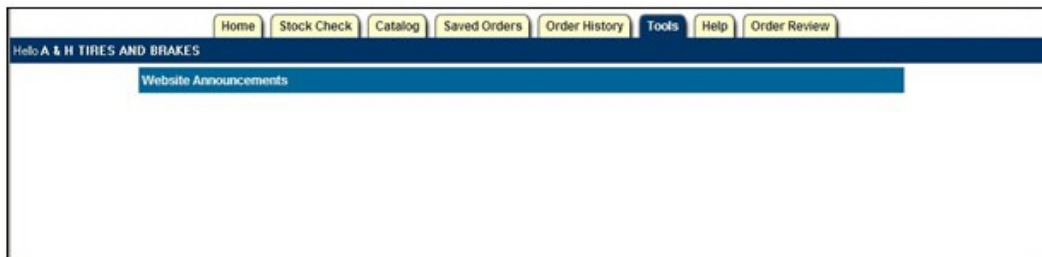 Home Stock Check Catalog Saved Orders Order History Tools Help Order Review
Hello A & H TIRES AND BRAKES
Website Announcements